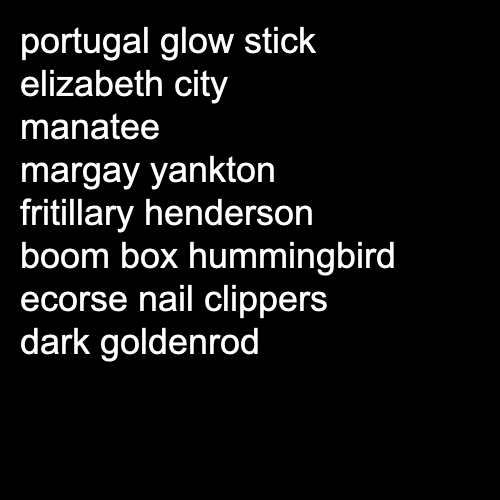 portugal glow stick
elizabeth city
manatee
margay yankton
fritillary henderson
boom box hummingbird
ecorse nail clippers
dark goldenrod